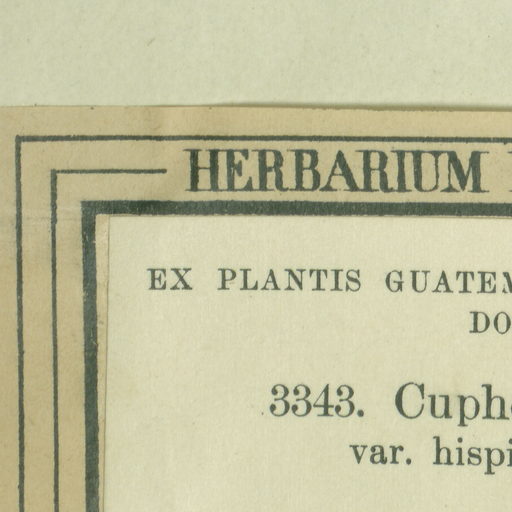 HERBARIUM
EX PLANTIS GUATEM
DO
3343. Cuph
var. hispi